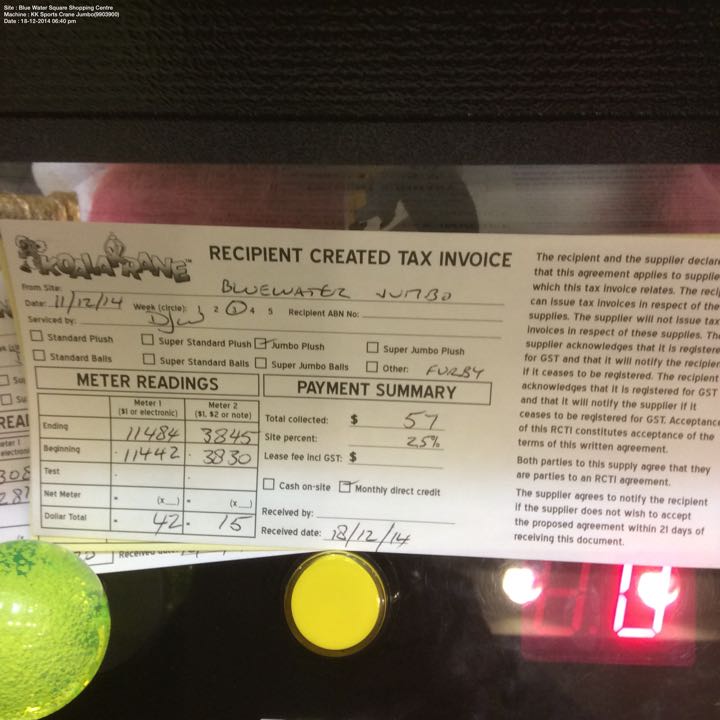 Site : Blue Water Square Shopping Centre
Machine : KK Sports Crane Jumbo(9903900)
Date : 18-12-2014 06:40 pm
KOALA KRANE™
RECIPIENT CREATED TAX INVOICE
From Site: BLUEWATER JUMBO
Date: 11/12/14 Week (circle): 1 2 3 4 5 Recipient ABN No:
Serviced by:
Standard Plush Super Standard Plush Jumbo Plush Super Jumbo Plush
Standard Balls Super Standard Balls Super Jumbo Balls Other: FURBY
METER READINGS
Meter 1 Meter 2
($1 or electronic) ($1, $2 or note)
Ending 11484 3845
Beginning - 11442 - 3830
Test - -
Net Meter = (x__) = (x__)
Dollar Total = 42 = 15
PAYMENT SUMMARY
Total collected: $ 57
Site percent: 25%
Lease fee incl GST: $
Cash on-site Monthly direct credit
Received by:
Received date: 18/12/14
The recipient and the supplier declare
that this agreement applies to supplies
which this tax invoice relates. The
can issue tax invoices in respect of the
supplies. The supplier will not issue tax
invoices in respect of these supplies. The
supplier acknowledges that it is registered
for GST and that it will notify the recipient
if it ceases to be registered. The recipient
acknowledges that it is registered for GST
and that it will notify the supplier if it
ceases to be registered for GST. Acceptance
of this RCTI constitutes acceptance of the
terms of this written agreement.
Both parties to this supply agree that they
are parties to an RCTI agreement.
The supplier agrees to notify the recipient
if the supplier does not wish to accept
the proposed agreement within 21 days of
receiving this document.